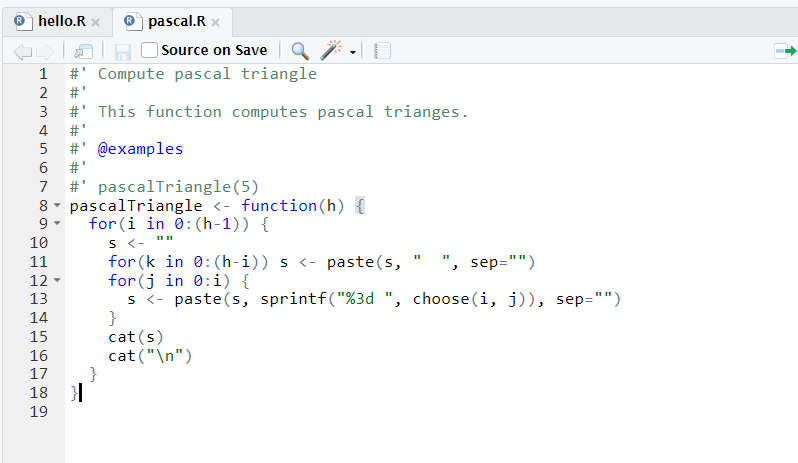 hello.R × pascal.R ×
Source on Save
1 #' Compute pascal triangle
2 #'
3 #' This function computes pascal trianges.
4 #'
5 #' @examples
6 #'
7 #' pascalTriangle(5)
8 pascalTriangle <- function(h) {
9   for(i in 0:(h-1)) {
10     s <- ""
11     for(k in 0:(h-i)) s <- paste(s, "  ", sep="")
12     for(j in 0:i) {
13       s <- paste(s, sprintf("%3d ", choose(i, j)), sep="")
14     }
15     cat(s)
16     cat("\n")
17   }
18 }
19